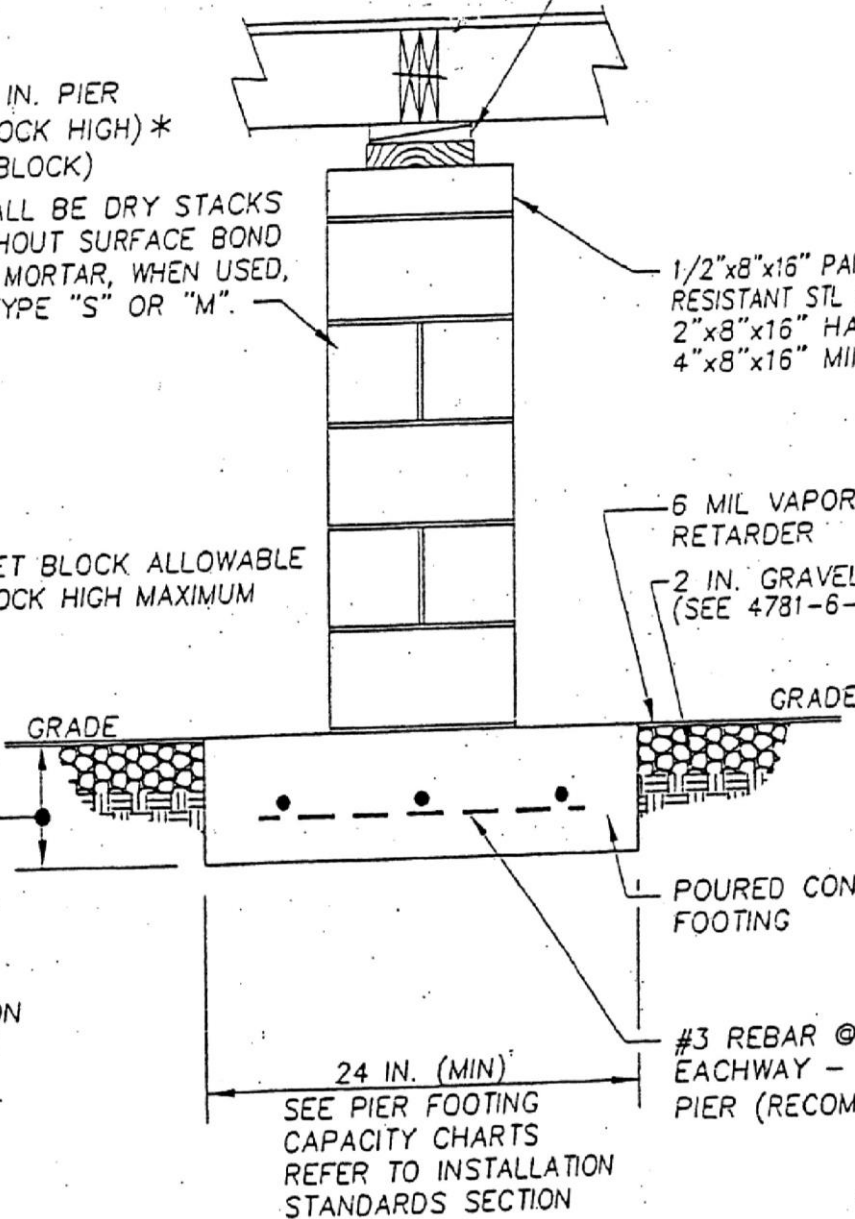 IN. PIER
OCK HIGH) *
BLOCK)
ALL BE DRY STACKS
HOUT SURFACE BOND
MORTAR, WHEN USED,
YPE "S" OR "M".
1/2"x8"x16" PA
RESISTANT STL
2"x8"x16" HA
4"x8"x16" MI
6 MIL VAPOR
RETARDER
ET BLOCK ALLOWABLE
OCK HIGH MAXIMUM
2 IN. GRAVEL
(SEE 4781-6-
GRADE
GRADE
POURED CON
FOOTING
ON
#3 REBAR @
EACHWAY -
PIER (RECOM
24 IN. (MIN)
SEE PIER FOOTING
CAPACITY CHARTS
REFER TO INSTALLATION
STANDARDS SECTION